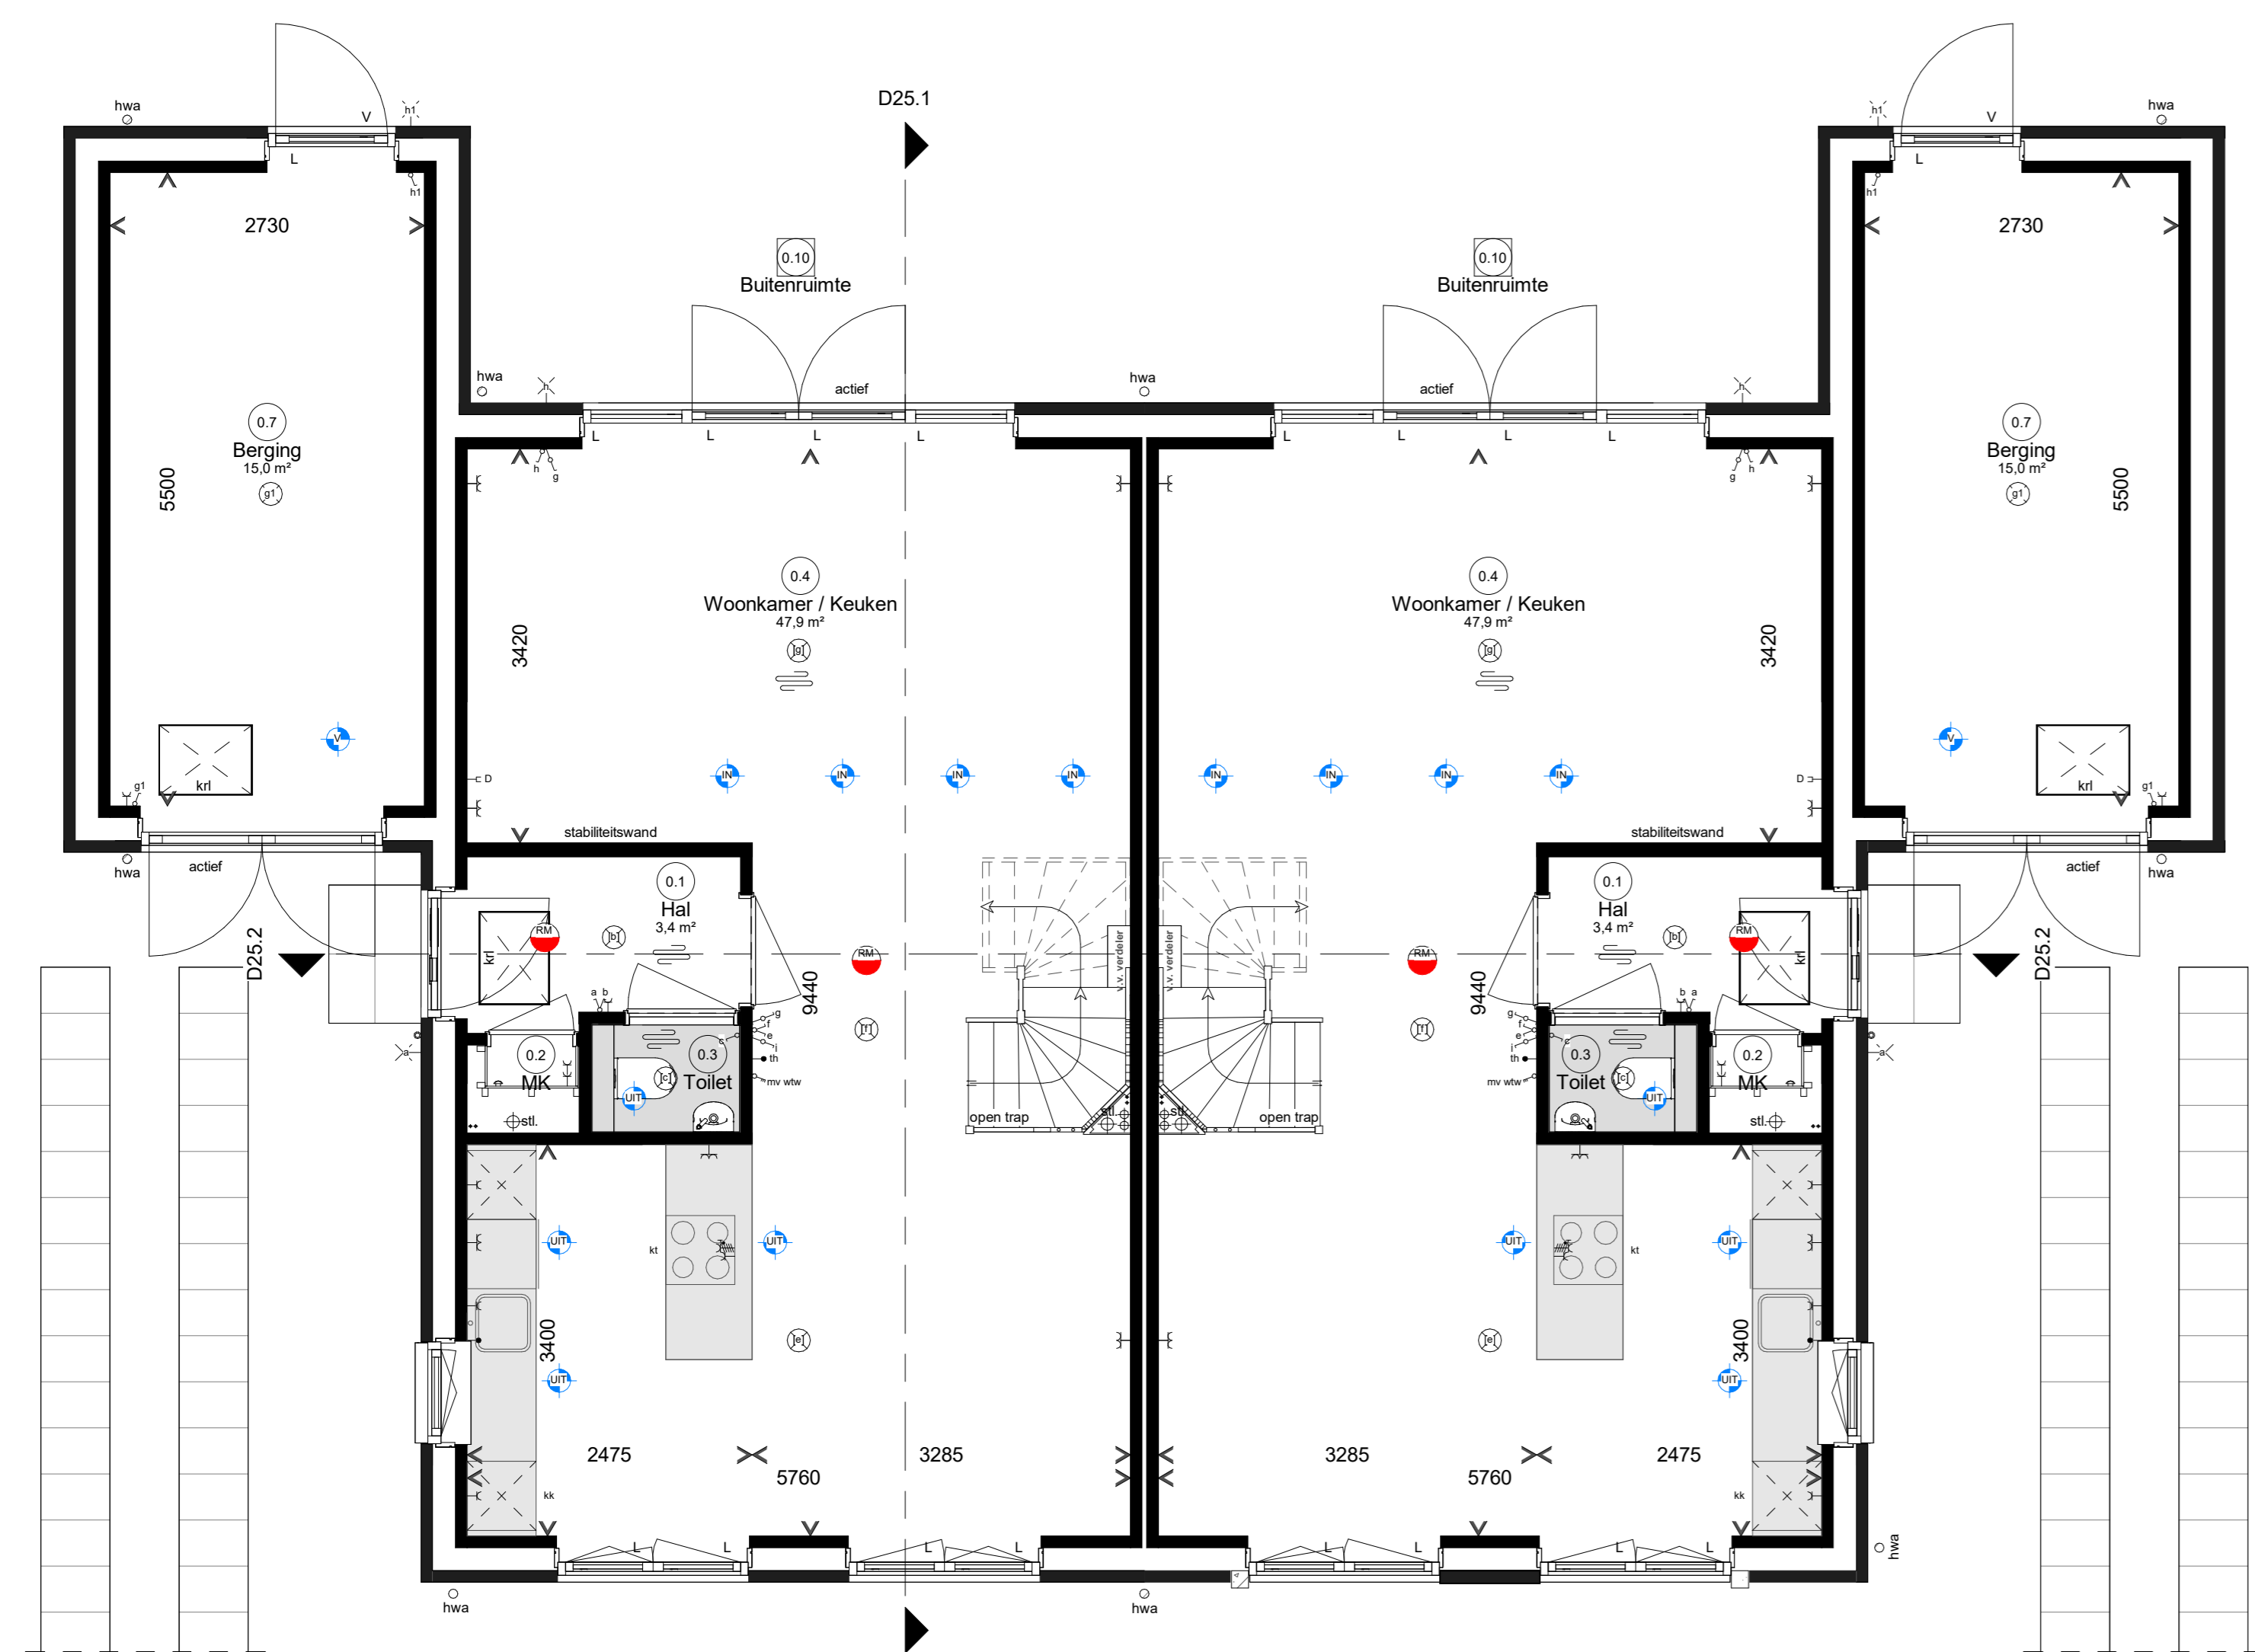 D25.1
hwa
V
h1
h1
V
hwa
L
L
h1
h1
2730
2730
0.10
Buitenruimte
0.10
Buitenruimte
hwa
h
actief
hwa
actief
h
L
L
L
L
L
L
L
L
0.7
Berging
15,0 m²
g1
5500
h
g
g
h
0.7
Berging
15,0 m²
g1
5500
0.4
Woonkamer / Keuken
47,9 m²
g
3420
0.4
Woonkamer / Keuken
47,9 m²
g
3420
V
V
D
IN
IN
IN
IN
IN
IN
IN
IN
D
krl
g1
krl
g1
stabiliteitswand
stabiliteitswand
hwa
actief
actief
hwa
0.1
Hal
3,4 m²
0.1
Hal
3,4 m²
RM
b
RM
RM
b
RM
krl
krl
D25.2
D25.2
v.v. verdeler
v.v. verdeler
9440
9440
a b
b a
g
f
e
i
th
mv wtw
c
f
f
g
f
e
i
th
mv wtw
c
a
a
0.2
MK
stl.
0.3
Toilet
c
UIT
0.3
Toilet
c
UIT
0.2
MK
stl.
open trap
stl.
stl.
open trap
UIT
kt
UIT
UIT
kt
UIT
3400
e
e
3400
UIT
UIT
2475
3285
3285
2475
5760
5760
kk
kk
L
L
L
L
L
L
L
L
hwa
hwa
hwa